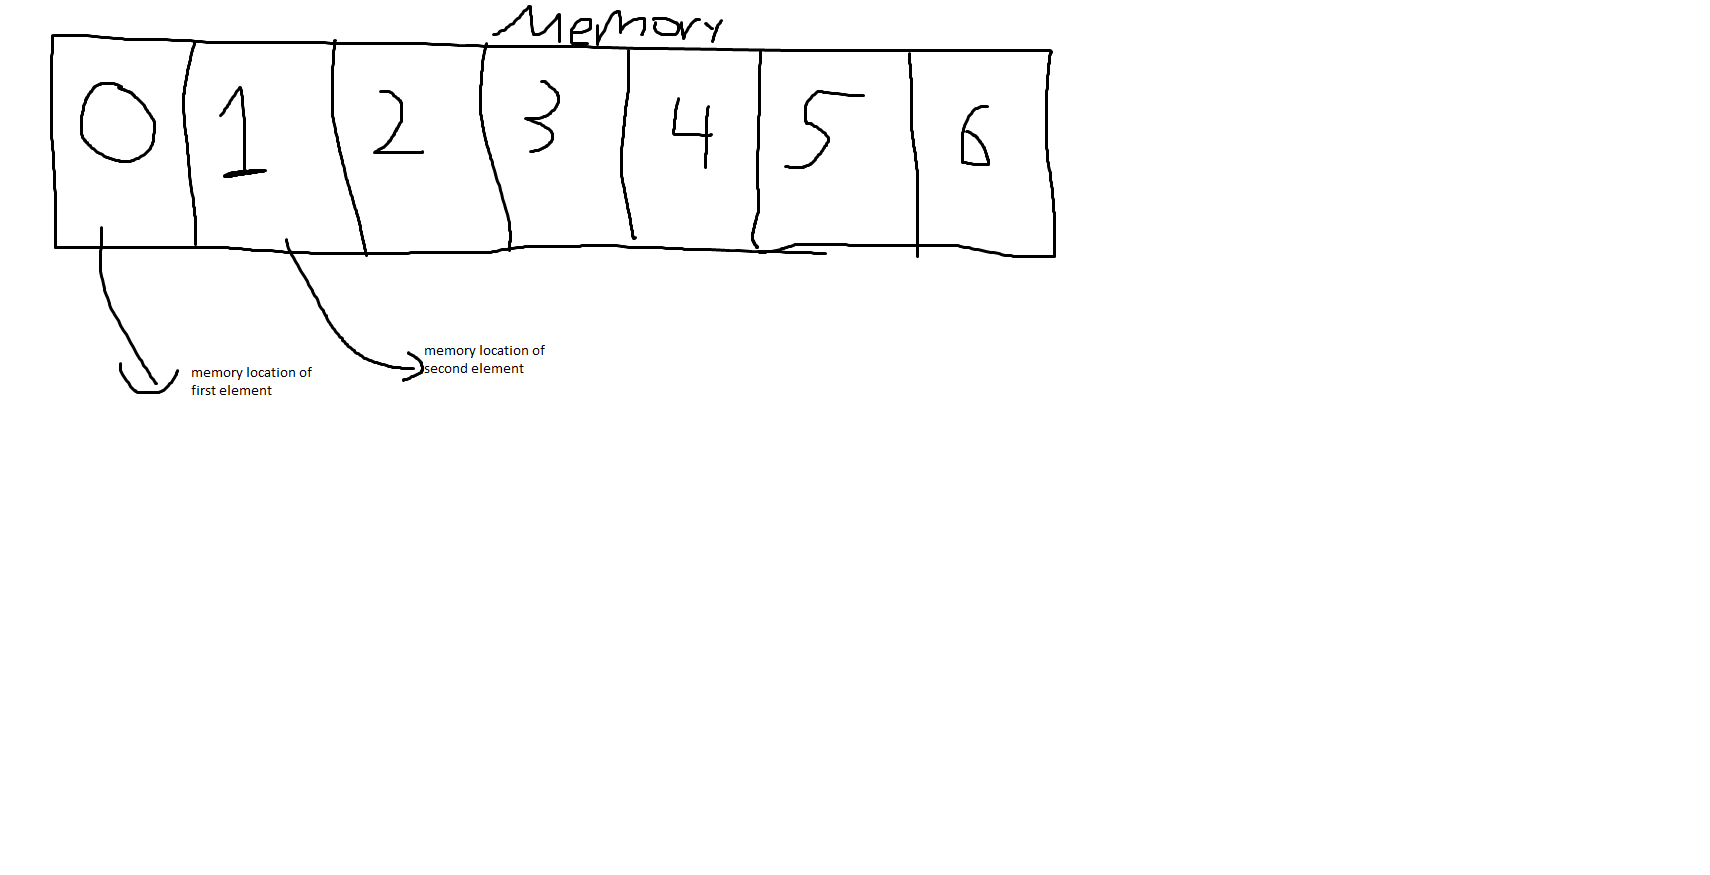 Memory
0 1 2 3 4 5 6
memory location of
first element
memory location of
second element